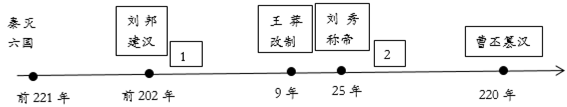 秦灭
六国
刘邦
建汉
1
王莽
改制
刘秀
称帝
2
曹丕篡汉
前221年
前202年
9年
25年
220年